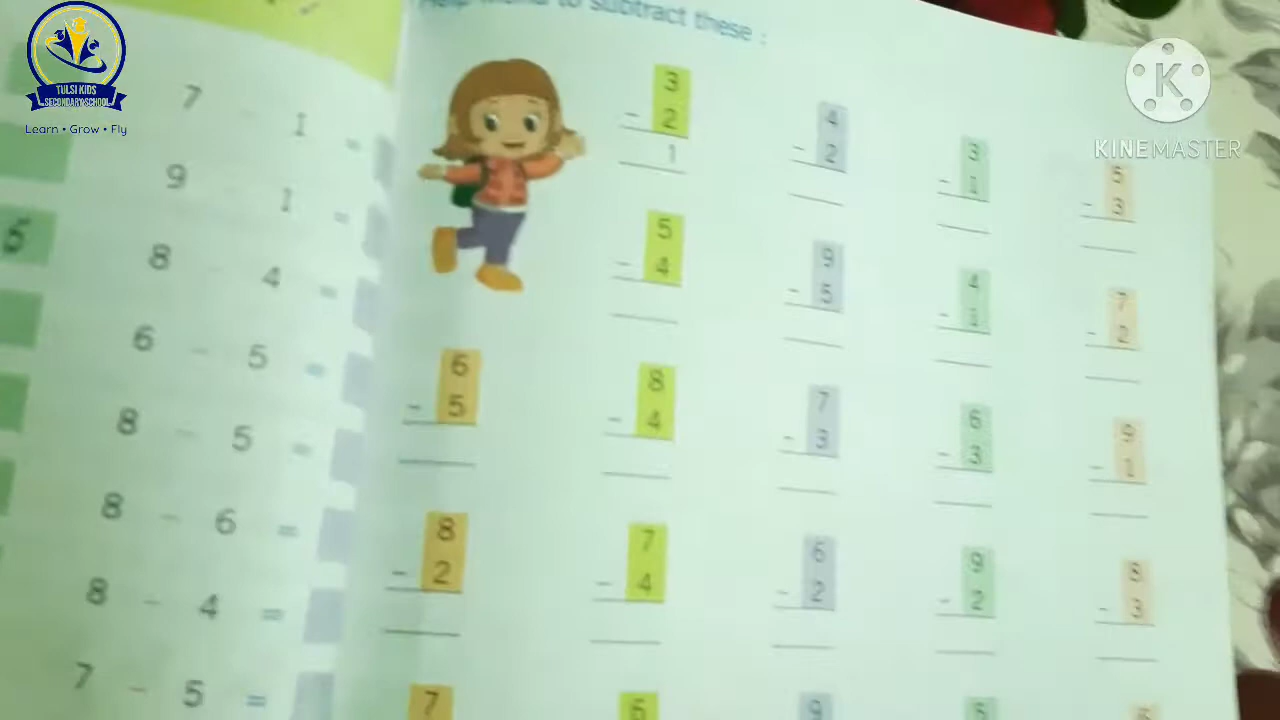 TULSI KIDS
SECONDARY SCHOOL
Learn • Grow • Fly
K
KINEMASTER
to subtract these :
7 - 1 =
9 - 1 =
8 - 4 =
6 - 5 =
8 - 5 =
8 - 6 =
8 - 4 =
7 - 5 =
5
3 4 3 5
- 2 - 2 - 1 - 3
1
5 9 4 7
- 4 - 5 - 1 - 2
6 8 7 6 9
- 5 - 4 - 3 - 3 - 1
8 7 6 9 8
- 2 - 4 - 2 - 2 - 3
7 9